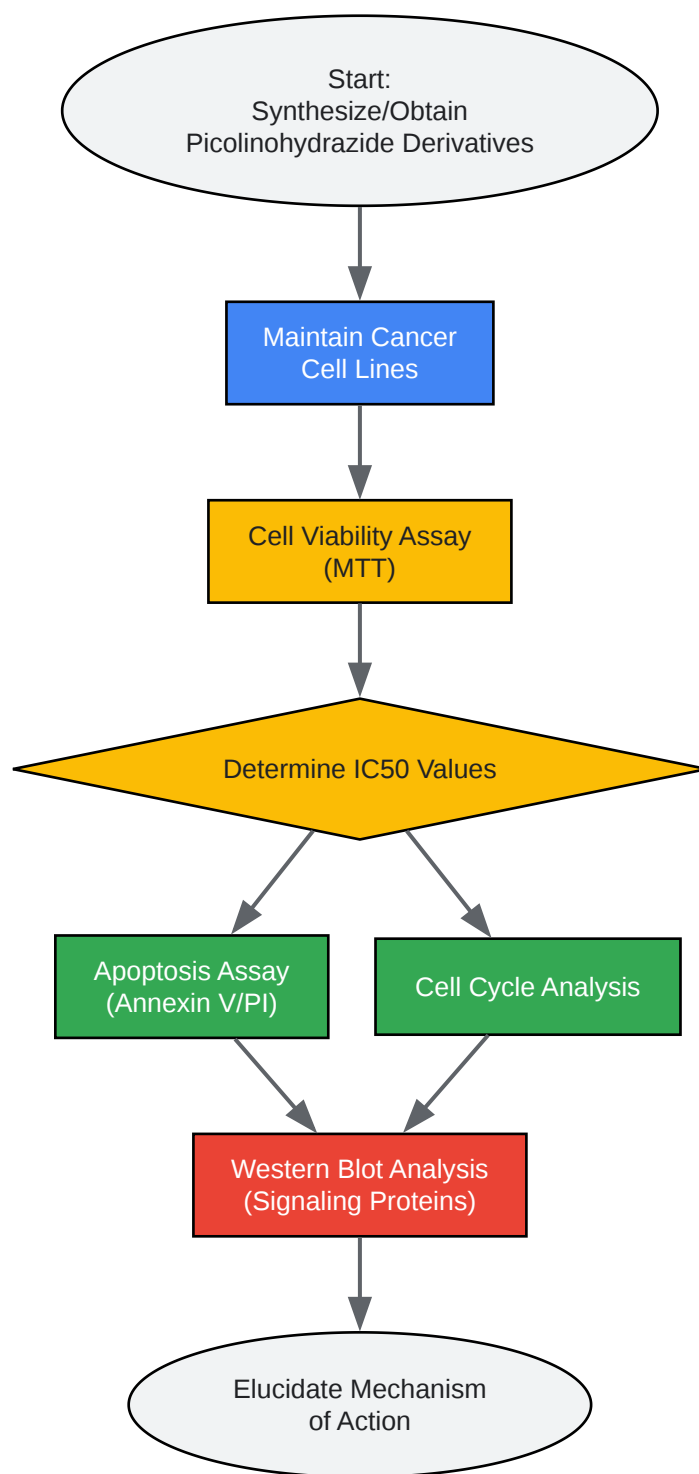 Start:
Synthesize/Obtain
Picolinohydrazide Derivatives
Maintain Cancer
Cell Lines
Cell Viability Assay
(MTT)
Determine IC50 Values
Apoptosis Assay
(Annexin V/PI)
Cell Cycle Analysis
Western Blot Analysis
(Signaling Proteins)
Elucidate Mechanism
of Action